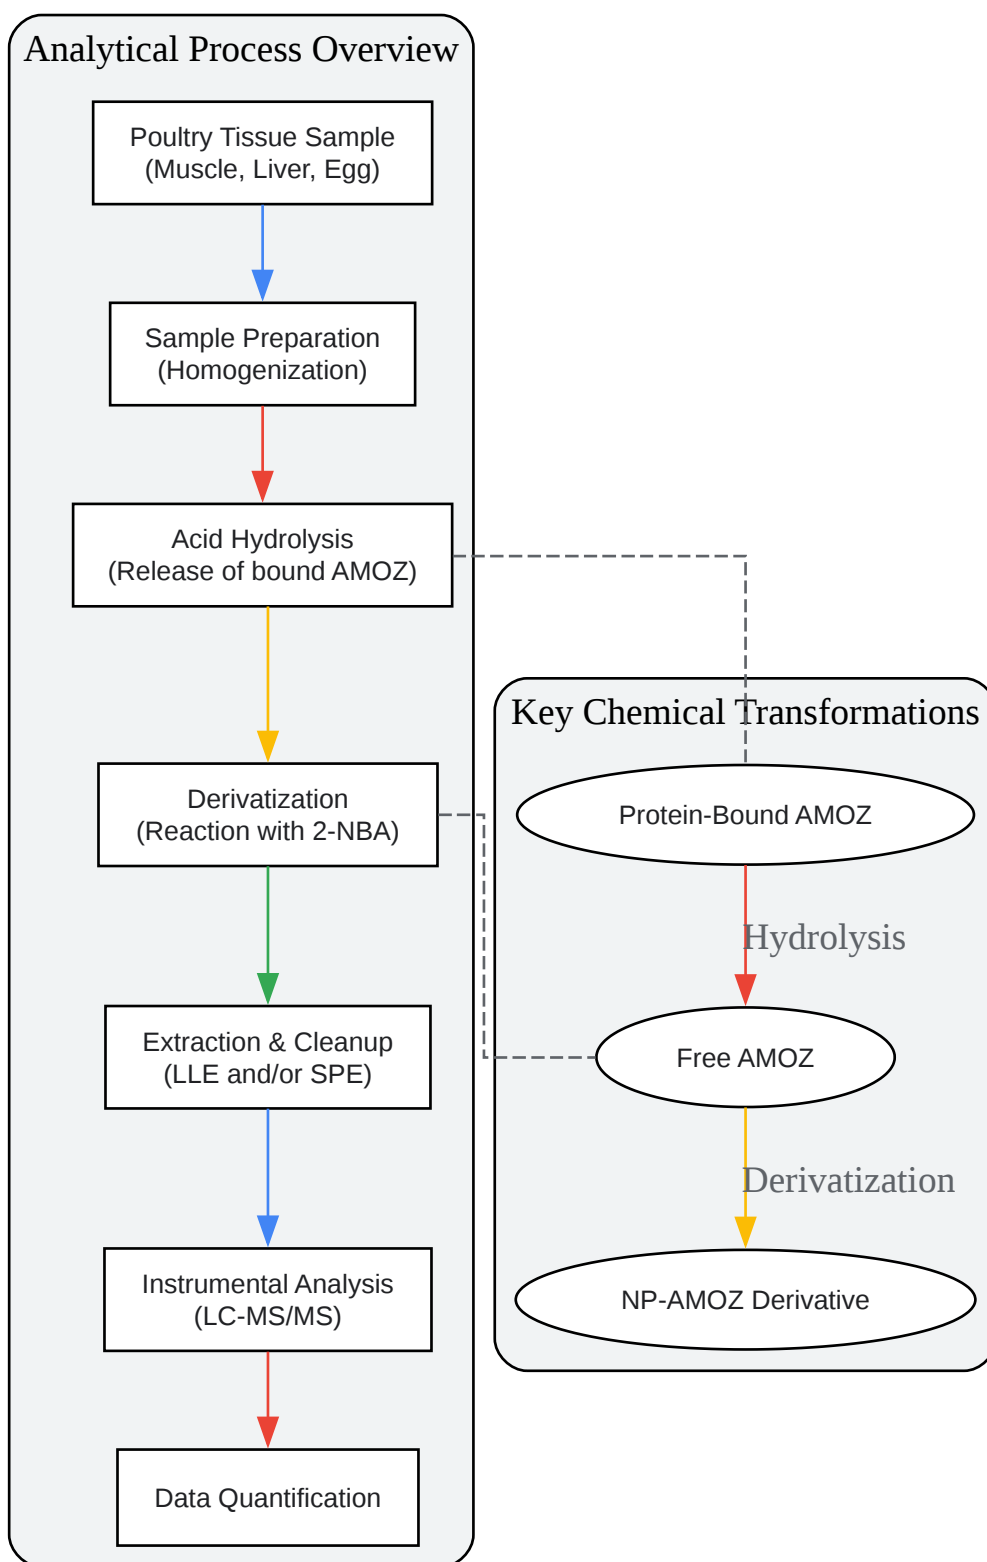 Analytical Process Overview
Poultry Tissue Sample
(Muscle, Liver, Egg)
Sample Preparation
(Homogenization)
Acid Hydrolysis
(Release of bound AMOZ)
Derivatization
(Reaction with 2-NBA)
Extraction & Cleanup
(LLE and/or SPE)
Instrumental Analysis
(LC-MS/MS)
Data Quantification
Key Chemical Transformations
Protein-Bound AMOZ
Hydrolysis
Free AMOZ
Derivatization
NP-AMOZ Derivative